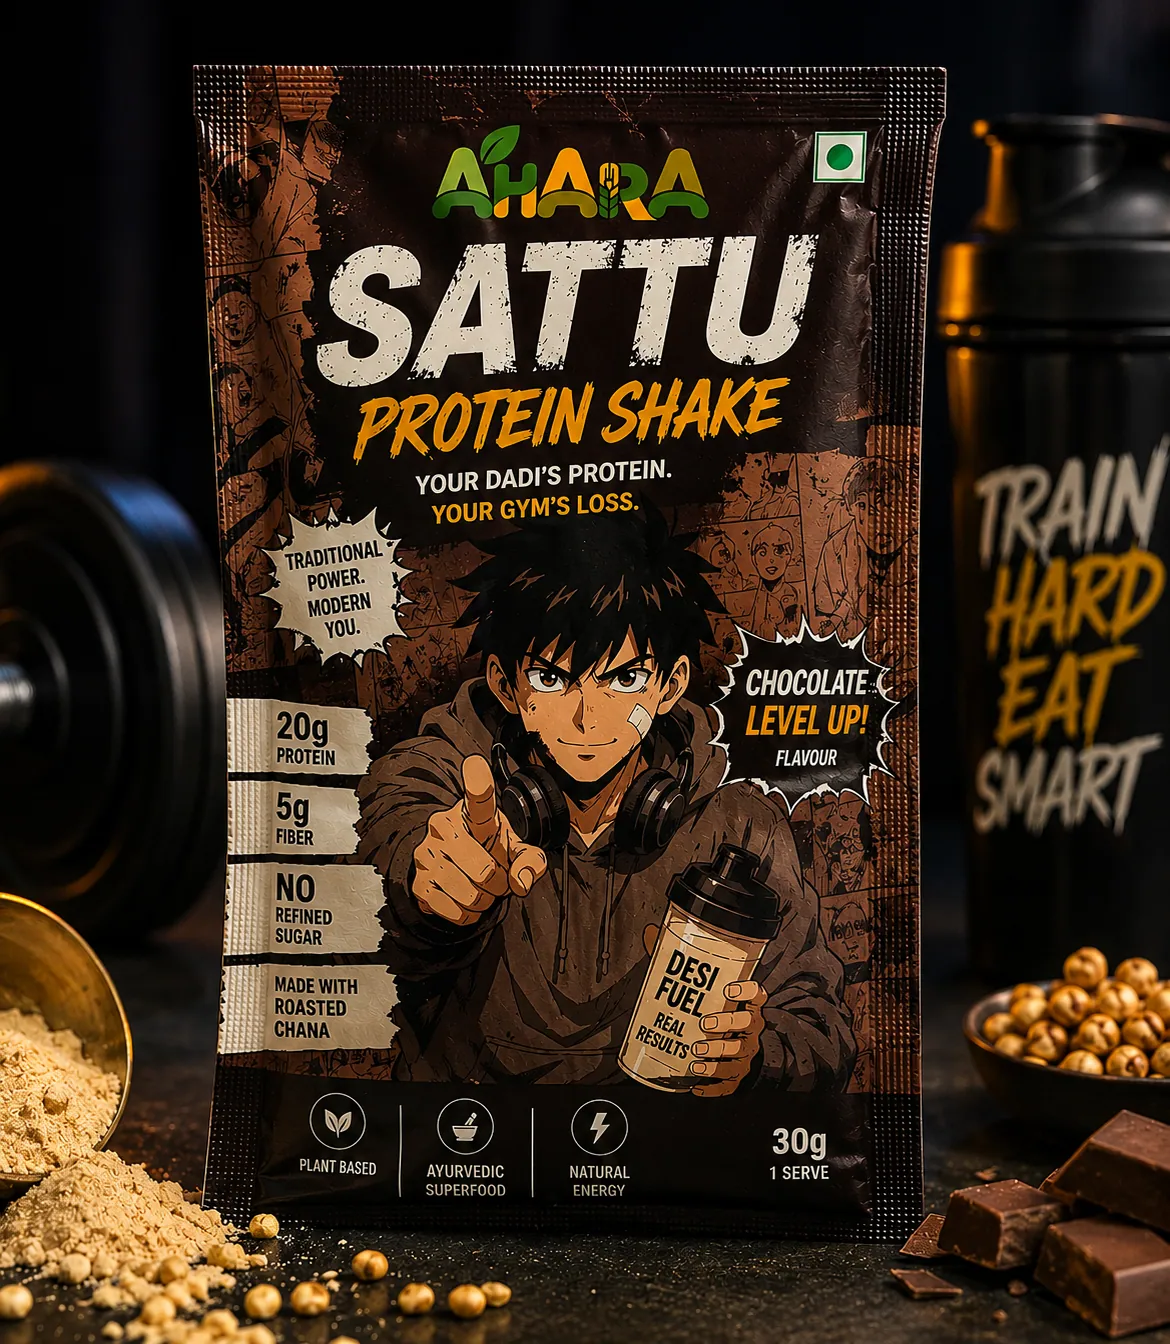 AHARA
SATTU
PROTEIN SHAKE
YOUR DADI'S PROTEIN.
YOUR GYM'S LOSS.
TRADITIONAL
POWER.
MODERN
YOU.
CHOCOLATE
LEVEL UP!
FLAVOUR
20g
PROTEIN
5g
FIBER
NO
REFINED
SUGAR
MADE WITH
ROASTED
CHANA
DESI
FUEL
REAL
RESULTS
PLANT BASED
AYURVEDIC
SUPERFOOD
NATURAL
ENERGY
30g
1 SERVE
TRAIN
HARD
EAT
SMART